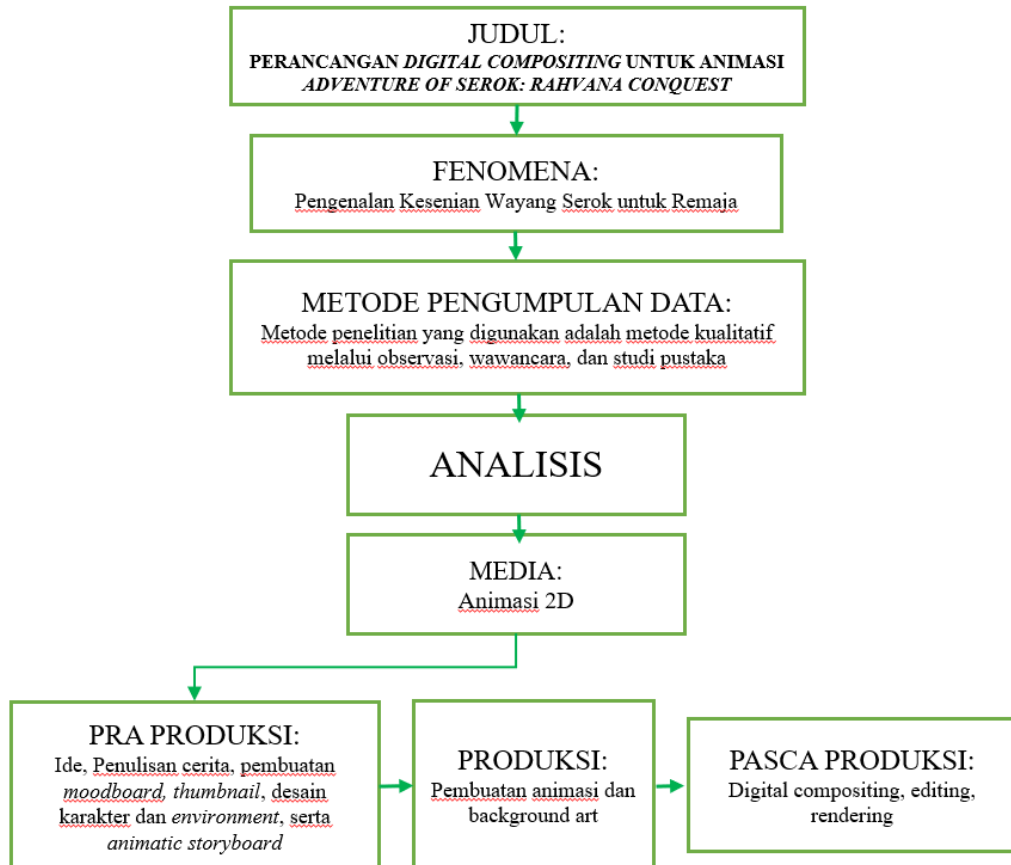 JUDUL:
PERANCANGAN DIGITAL COMPOSITING UNTUK ANIMASI
ADVENTURE OF SEROK: RAHVANA CONQUEST
FENOMENA:
Pengenalan Kesenian Wayang Serok untuk Remaja
METODE PENGUMPULAN DATA:
Metode penelitian yang digunakan adalah metode kualitatif
melalui observasi, wawancara, dan studi pustaka
ANALISIS
MEDIA:
Animasi 2D
PRA PRODUKSI:
Ide, Penulisan cerita, pembuatan
moodboard, thumbnail, desain
karakter dan environment, serta
animatic storyboard
PRODUKSI:
Pembuatan animasi dan
background art
PASCA PRODUKSI:
Digital compositing, editing,
rendering